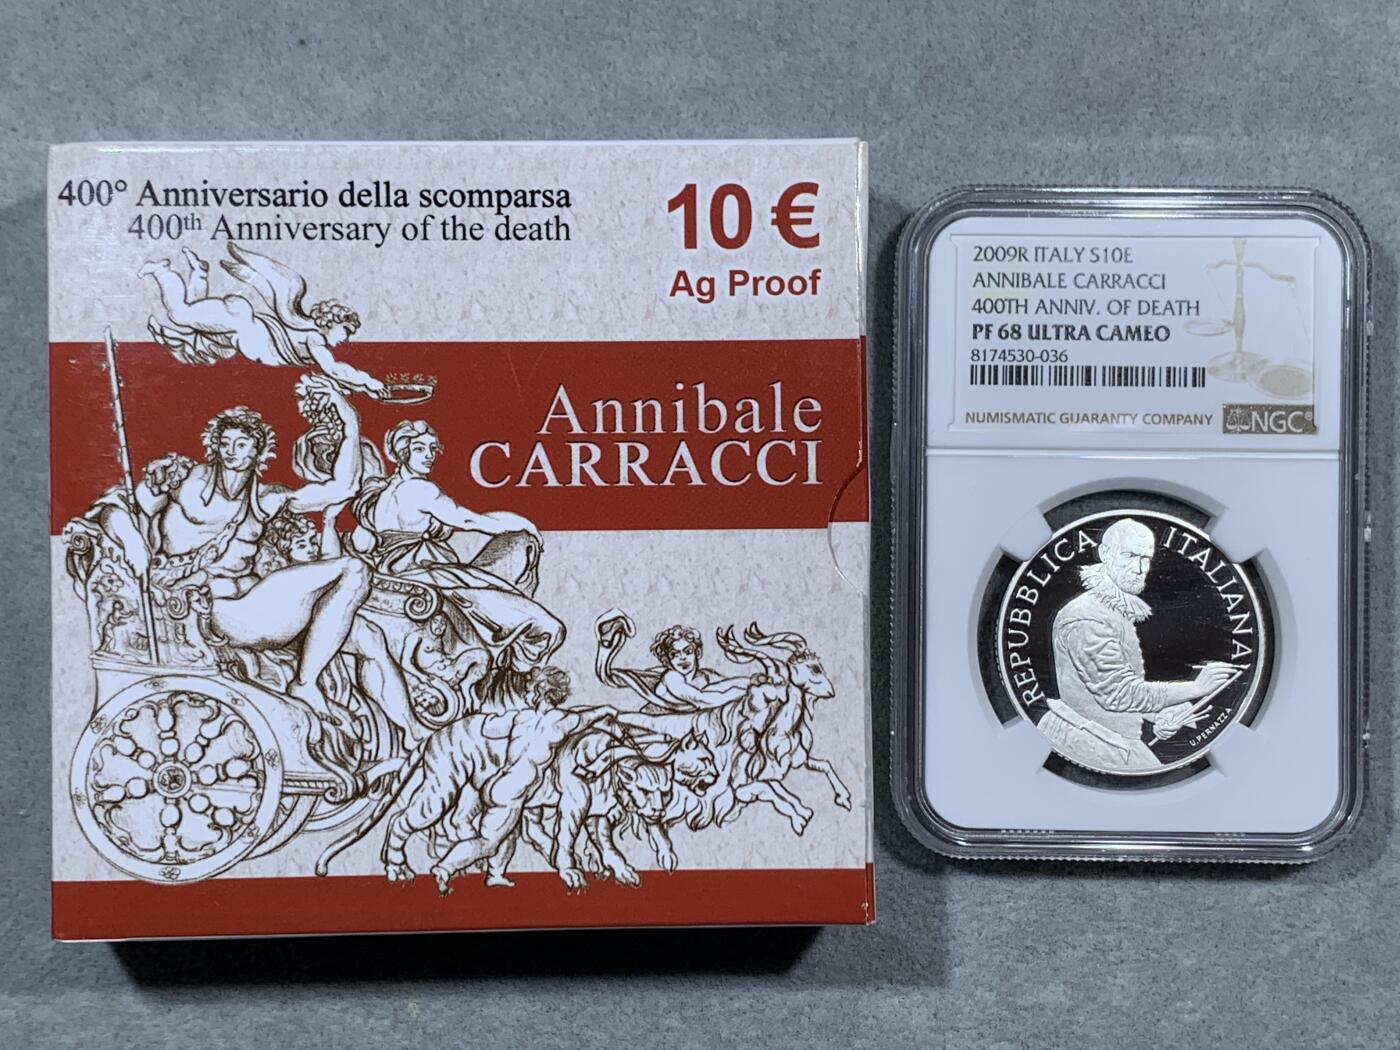 400° Anniversario della scomparsa
400th Anniversary of the death
10 €
Ag Proof
Annibale
CARRACCI
2009R ITALY S10E
ANNIBALE CARRACCI
400TH ANNIV. OF DEATH
PF 68 ULTRA CAMEO
8174530-036
NUMISMATIC GUARANTY COMPANY
NGC®
REPUBBLICA ITALIANA
U.PERNAZZA